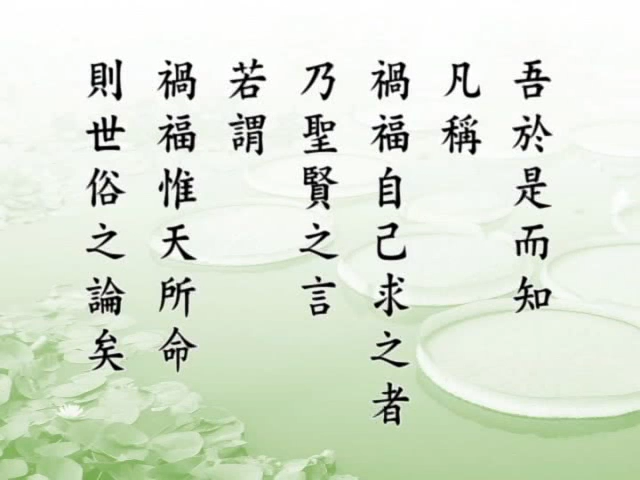 吾於是而知
凡稱
禍福自己求之者
乃聖賢之言
若謂
禍福惟天所命
則世俗之論矣